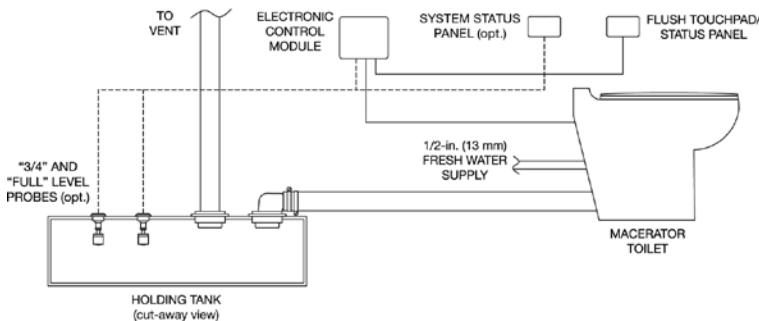 TO
VENT
ELECTRONIC
CONTROL
MODULE
SYSTEM STATUS
PANEL (opt.)
FLUSH TOUCHPAD/
STATUS PANEL
1/2-in. (13 mm)
FRESH WATER
SUPPLY
"3/4" AND
"FULL" LEVEL
PROBES (opt.)
MACERATOR
TOILET
HOLDING TANK
(cut-away view)